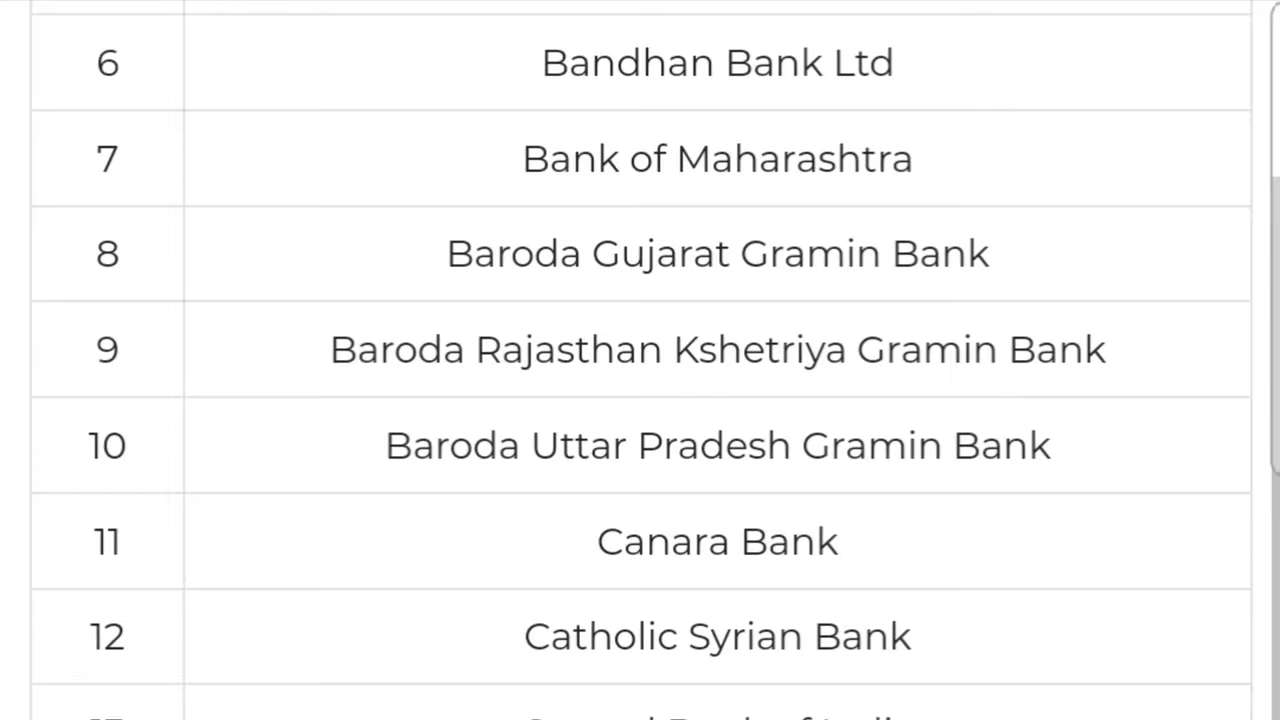 6 Bandhan Bank Ltd
7 Bank of Maharashtra
8 Baroda Gujarat Gramin Bank
9 Baroda Rajasthan Kshetriya Gramin Bank
10 Baroda Uttar Pradesh Gramin Bank
11 Canara Bank
12 Catholic Syrian Bank